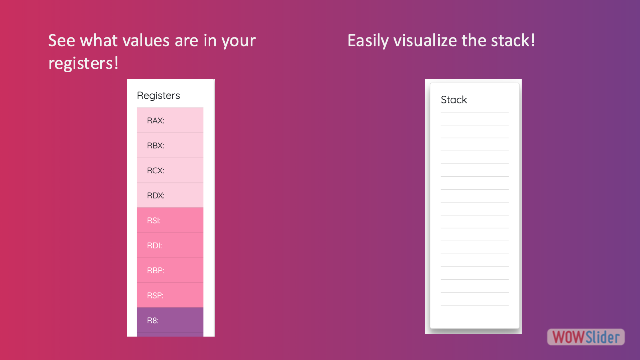 See what values are in your
registers!
Registers
RAX:
RBX:
RCX:
RDX:
RSI:
RDI:
RBP:
RSP:
R8:
Easily visualize the stack!
Stack
WOWSlider